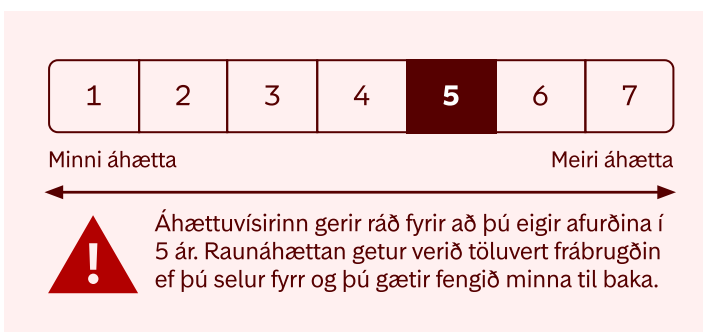 1 2 3 4 5 6 7
Minni áhætta Meiri áhætta
Áhættuvísirinn gerir ráð fyrir að þú eigir afurðina í
5 ár. Raunáhættan getur verið töluvert frábrugðin
ef þú selur fyrr og þú gætir fengið minna til baka.